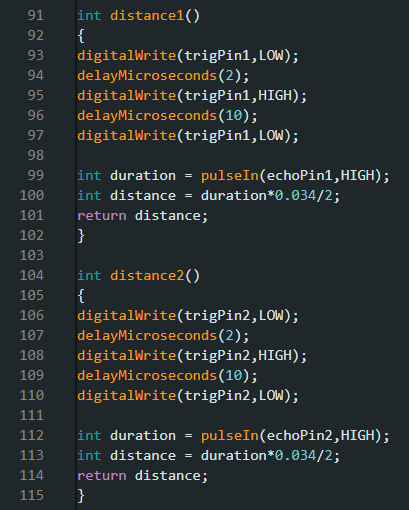 91 int distance1()
92 {
93 digitalWrite(trigPin1,LOW);
94 delayMicroseconds(2);
95 digitalWrite(trigPin1,HIGH);
96 delayMicroseconds(10);
97 digitalWrite(trigPin1,LOW);
98
99 int duration = pulseIn(echoPin1,HIGH);
100 int distance = duration*0.034/2;
101 return distance;
102 }
103
104 int distance2()
105 {
106 digitalWrite(trigPin2,LOW);
107 delayMicroseconds(2);
108 digitalWrite(trigPin2,HIGH);
109 delayMicroseconds(10);
110 digitalWrite(trigPin2,LOW);
111
112 int duration = pulseIn(echoPin2,HIGH);
113 int distance = duration*0.034/2;
114 return distance;
115 }